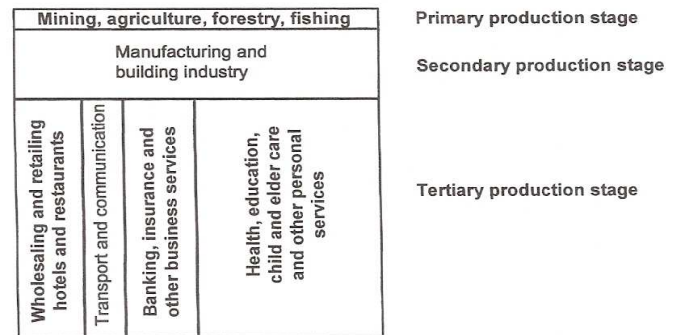 Mining, agriculture, forestry, fishing
Primary production stage
Manufacturing and
building industry
Secondary production stage
Wholesaling and retailing
hotels and restaurants
Transport and communication
Banking, insurance and
other business services
Health, education,
child and elder care
and other personal
services
Tertiary production stage